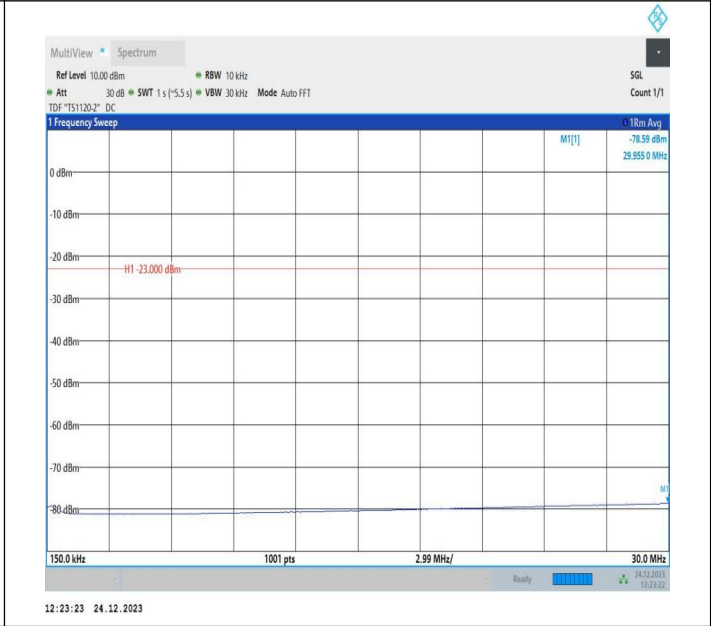 R S
MultiView Spectrum
Ref Level 10.00 dBm RBW 10 kHz SGL
Att 30 dB SWT 1 s (~5.5 s) VBW 30 kHz Mode Auto FFT Count 1/1
TDF "TS1120-2" DC
1 Frequency Sweep 1Rm Avg
M1[1] -78.59 dBm
29.955 0 MHz
0 dBm
-10 dBm
-20 dBm
H1 -23.000 dBm
-30 dBm
-40 dBm
-50 dBm
-60 dBm
-70 dBm
M1
-80 dBm
150.0 kHz 1001 pts 2.99 MHz/ 30.0 MHz
Ready 24.12.2023
12:23:22
12:23:23 24.12.2023